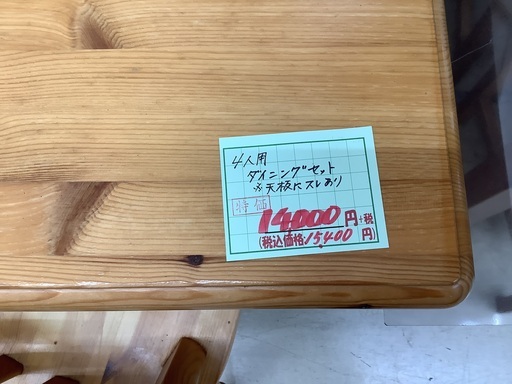 4人用
ダイニングセット
※天板にスレあり
特価
14000円+税
(税込価格15,400円)